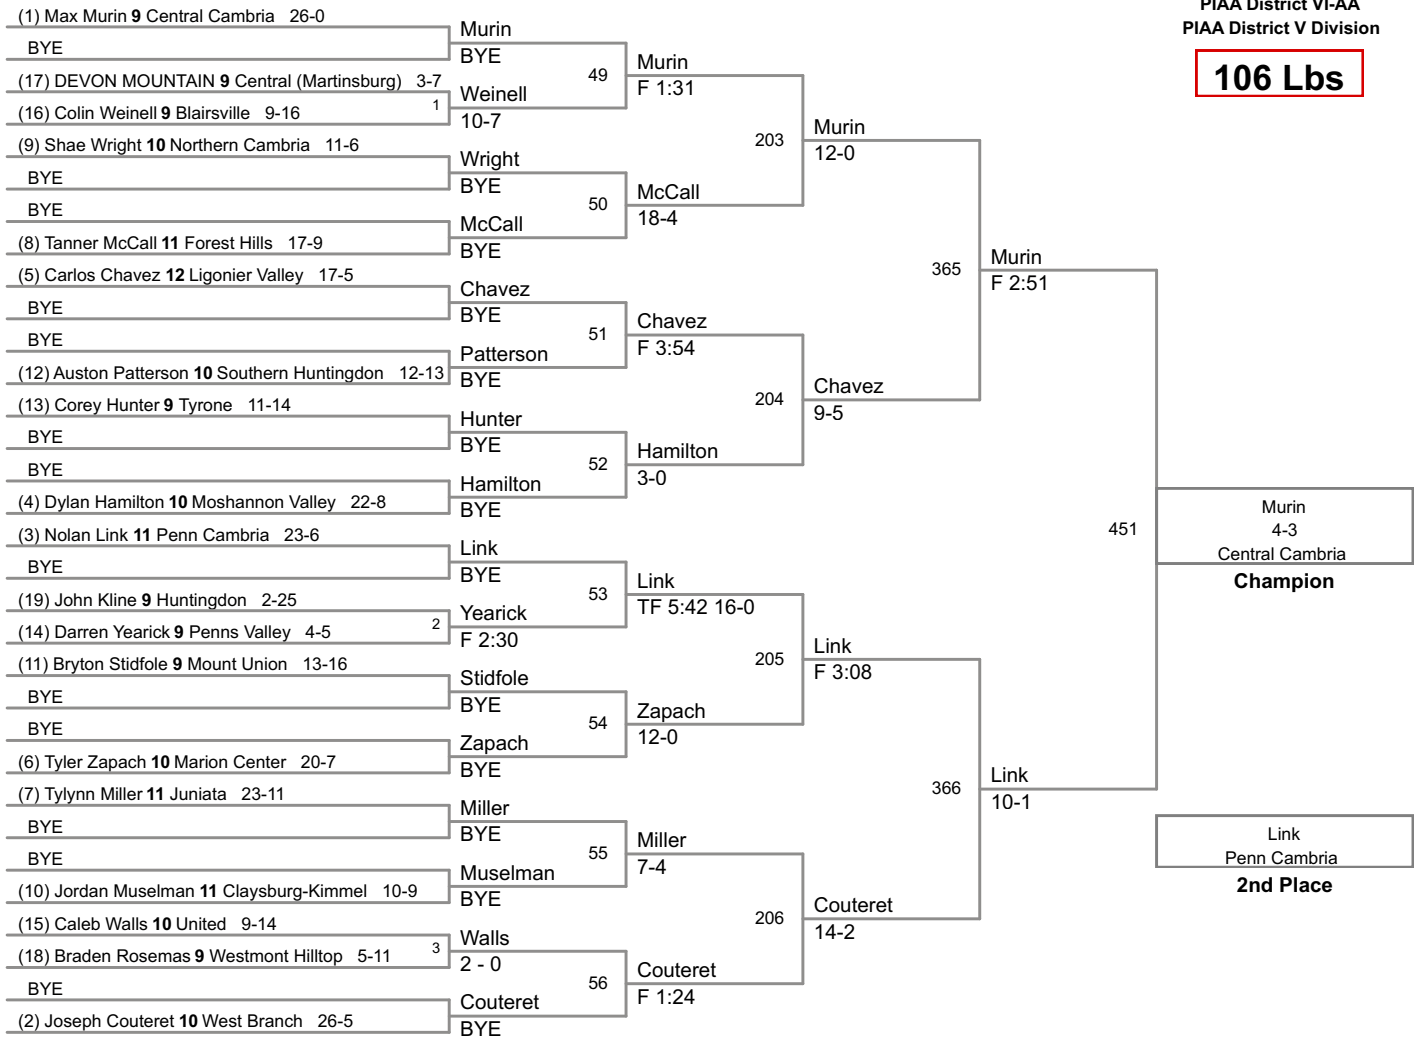 PIAA District VI-AA
PIAA District V Division
106 Lbs
(1) Max Murin 9 Central Cambria 26-0
BYE
(17) DEVON MOUNTAIN 9 Central (Martinsburg) 3-7
(16) Colin Weinell 9 Blairsville 9-16
(9) Shae Wright 10 Northern Cambria 11-6
BYE
BYE
(8) Tanner McCall 11 Forest Hills 17-9
(5) Carlos Chavez 12 Ligonier Valley 17-5
BYE
BYE
(12) Auston Patterson 10 Southern Huntingdon 12-13
(13) Corey Hunter 9 Tyrone 11-14
BYE
BYE
(4) Dylan Hamilton 10 Moshannon Valley 22-8
(3) Nolan Link 11 Penn Cambria 23-6
BYE
(19) John Kline 9 Huntingdon 2-25
(14) Darren Yearick 9 Penns Valley 4-5
(11) Bryton Stidfole 9 Mount Union 13-16
BYE
BYE
(6) Tyler Zapach 10 Marion Center 20-7
(7) Tylynn Miller 11 Juniata 23-11
BYE
BYE
(10) Jordan Muselman 11 Claysburg-Kimmel 10-9
(15) Caleb Walls 10 United 9-14
(18) Braden Rosemas 9 Westmont Hilltop 5-11
BYE
(2) Joseph Couteret 10 West Branch 26-5
1
2
3
Murin
BYE
Weinell
10-7
Wright
BYE
McCall
BYE
Chavez
BYE
Patterson
BYE
Hunter
BYE
Hamilton
BYE
Link
BYE
Yearick
F 2:30
Stidfole
BYE
Zapach
BYE
Miller
BYE
Muselman
BYE
Walls
2 - 0
Couteret
BYE
49
50
51
52
53
54
55
56
Murin
F 1:31
McCall
18-4
Chavez
F 3:54
Hamilton
3-0
Link
TF 5:42 16-0
Zapach
12-0
Miller
7-4
Couteret
F 1:24
203
204
205
206
Murin
12-0
Chavez
9-5
Link
F 3:08
Couteret
14-2
365
366
Murin
F 2:51
Link
10-1
451
Murin
4-3
Central Cambria
Champion
Link
Penn Cambria
2nd Place